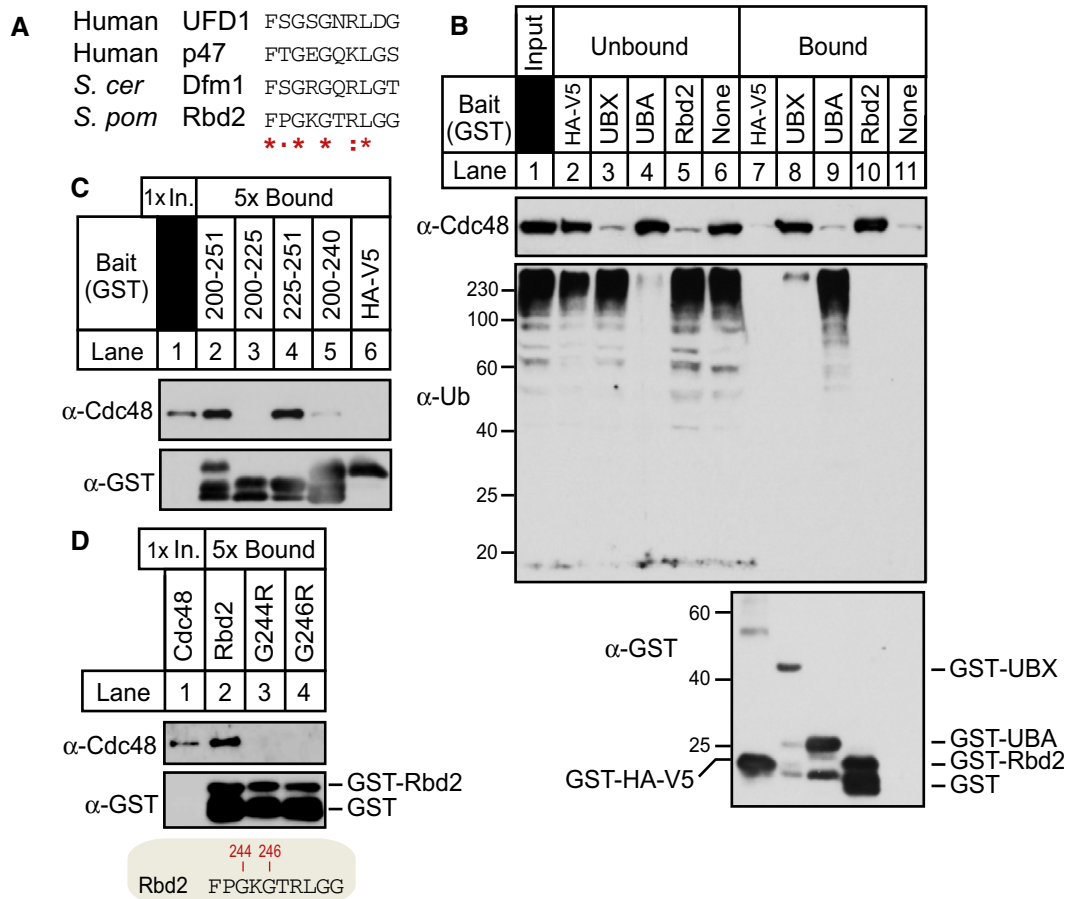 A
Human UFD1 FSGSGNRLDG
Human p47 FTGEGQKLGS
S. cer Dfm1 FSGRGQRLGT
S. pom Rbd2 FPGKGTRLGG
*· * * :*
B
Input Unbound Bound
Bait (GST) HA-V5 UBX UBA Rbd2 None HA-V5 UBX UBA Rbd2 None
Lane 1 2 3 4 5 6 7 8 9 10 11
α-Cdc48
α-Ub
230
100
60
40
25
20
α-GST
60
40
25
GST-HA-V5
GST-UBX
GST-UBA
GST-Rbd2
GST
C
1x In. 5x Bound
Bait (GST) 200-251 200-225 225-251 200-240 HA-V5
Lane 1 2 3 4 5 6
α-Cdc48
α-GST
D
1x In. 5x Bound
Cdc48 Rbd2 G244R G246R
Lane 1 2 3 4
α-Cdc48
α-GST
GST-Rbd2
GST
244 246
Rbd2 FPGKGTRLGG